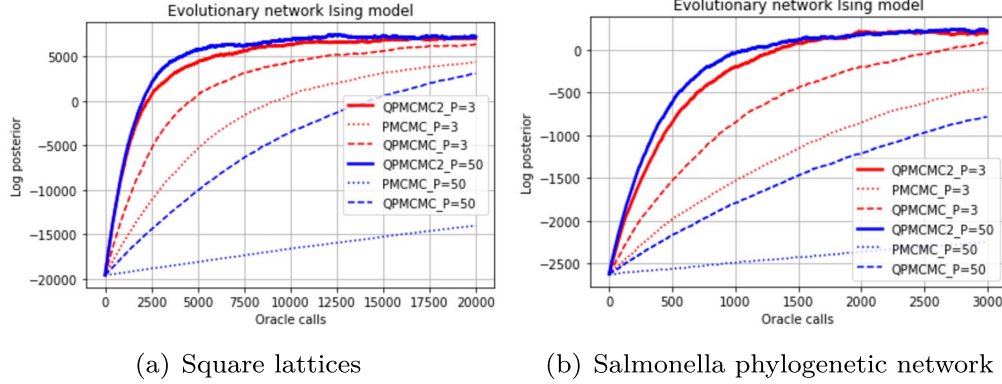 Evolutionary network Ising model
Log posterior
5000
0
−5000
−10000
−15000
−20000
QPMCMC2_P=3
PMCMC_P=3
QPMCMC_P=3
QPMCMC2_P=50
PMCMC_P=50
QPMCMC_P=50
0 2500 5000 7500 10000 12500 15000 17500 20000
Oracle calls
(a) Square lattices
Evolutionary network Ising model
Log posterior
0
−500
−1000
−1500
−2000
−2500
QPMCMC2_P=3
PMCMC_P=3
QPMCMC_P=3
QPMCMC2_P=50
PMCMC_P=50
QPMCMC_P=50
0 500 1000 1500 2000 2500 3000
Oracle calls
(b) Salmonella phylogenetic network